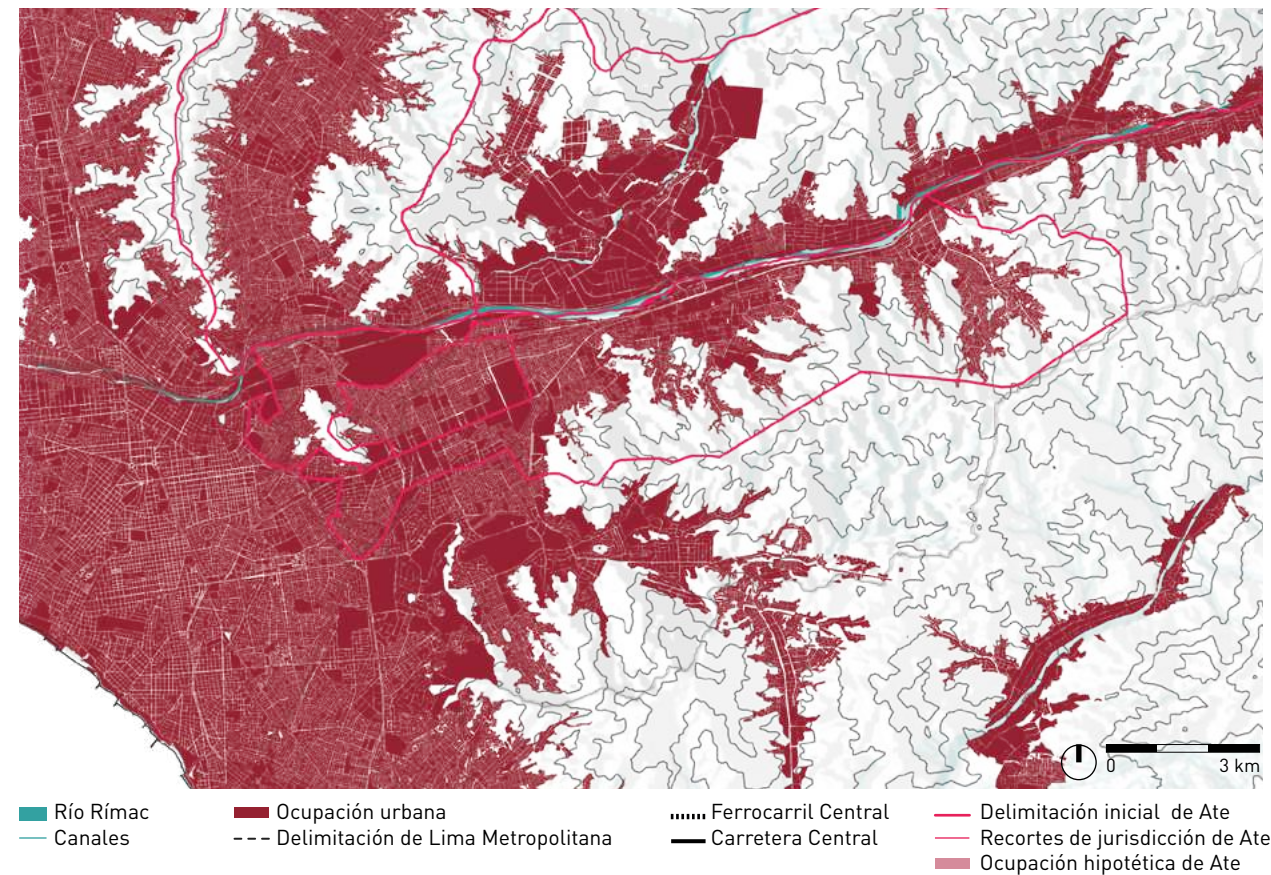 0
3 km
Río Rímac
Canales
Ocupación urbana
Delimitación de Lima Metropolitana
Ferrocarril Central
Carretera Central
Delimitación inicial de Ate
Recortes de jurisdicción de Ate
Ocupación hipotética de Ate